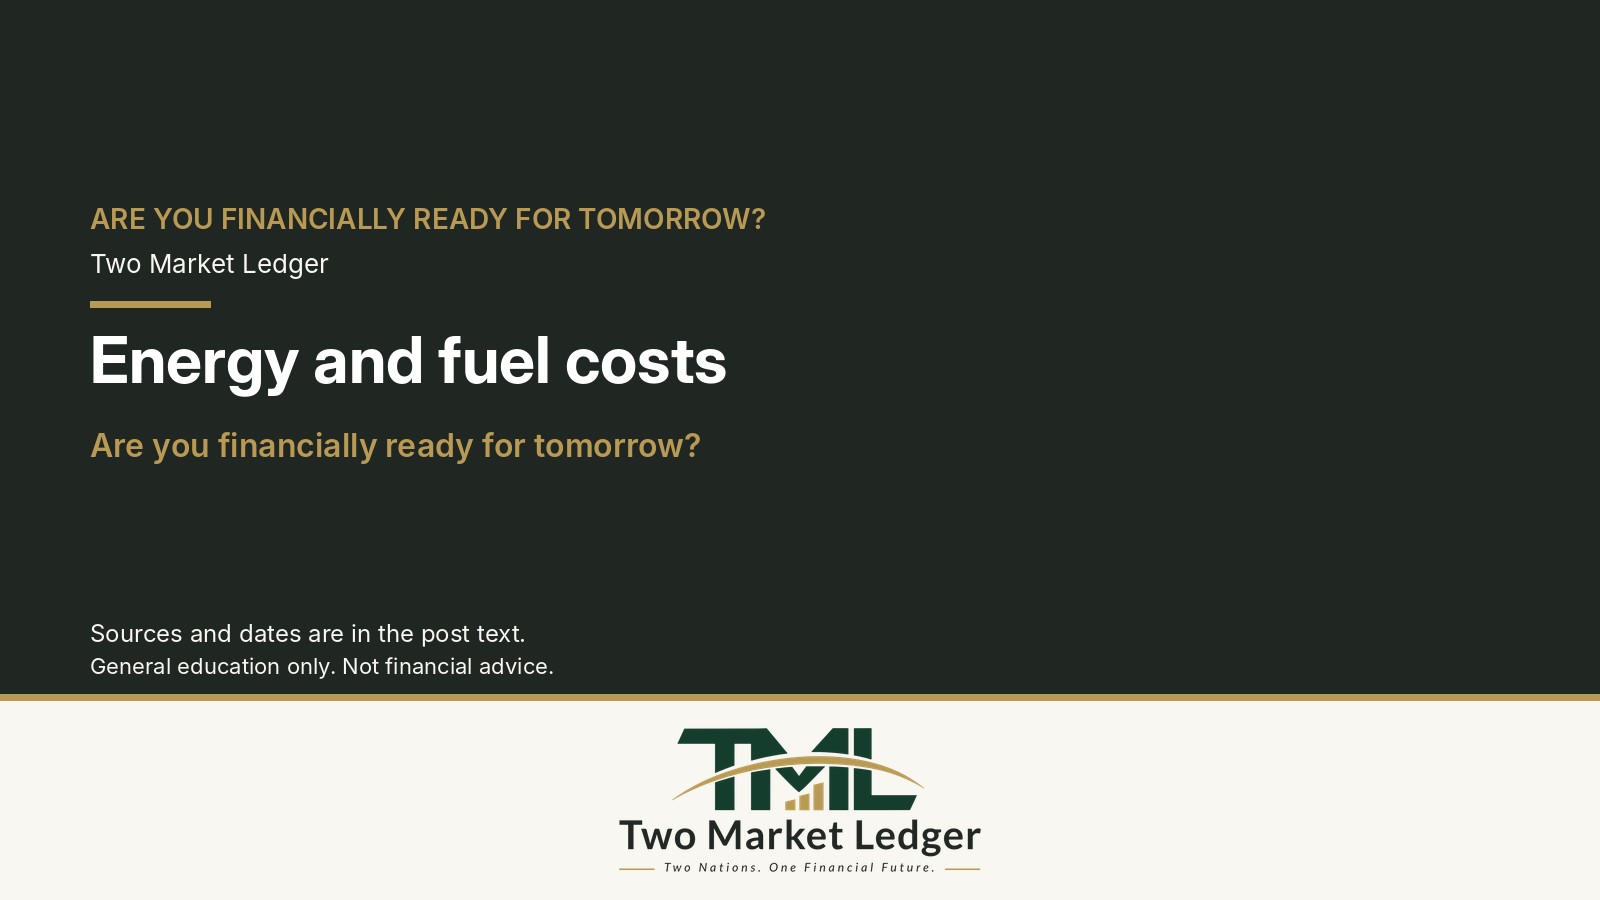 ARE YOU FINANCIALLY READY FOR TOMORROW?
Two Market Ledger
Energy and fuel costs
Are you financially ready for tomorrow?
Sources and dates are in the post text.
General education only. Not financial advice.
TML
Two Market Ledger
Two Nations. One Financial Future.